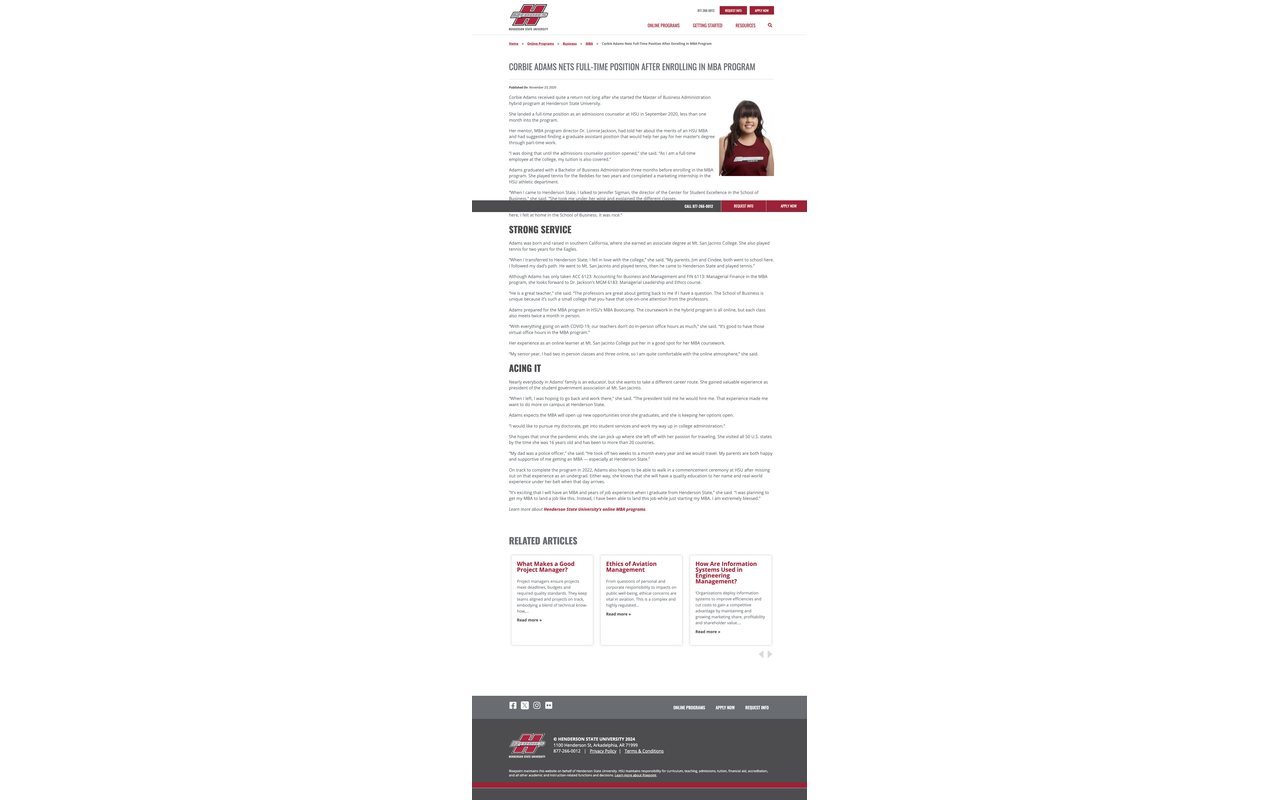 HENDERSON STATE UNIVERSITY
877-266-0012
REQUEST INFO
APPLY NOW
ONLINE PROGRAMS
GETTING STARTED
RESOURCES
Home » Online Programs » Business » MBA » Corbie Adams Nets Full-Time Position After Enrolling in MBA Program
CORBIE ADAMS NETS FULL-TIME POSITION AFTER ENROLLING IN MBA PROGRAM
Published On: November 23, 2020
Corbie Adams received quite a return not long after she started the Master of Business Administration
hybrid program at Henderson State University.
She landed a full-time position as an admissions counselor at HSU in September 2020, less than one
month into the program.
Her mentor, MBA program director Dr. Lonnie Jackson, had told her about the merits of an HSU MBA
and had suggested finding a graduate assistant position that would help her pay for her master's degree
through part-time work.
"I was doing that until the admissions counselor position opened," she said. "As I am a full-time
employee at the college, my tuition is also covered."
Adams graduated with a Bachelor of Business Administration three months before enrolling in the MBA
program. She played tennis for the Reddies for two years and completed a marketing internship in the
HSU athletic department.
"When I came to Henderson State, I talked to Jennifer Sigman, the director of the Center for Student Excellence in the School of
Business," she said. "She took me under her wing and explained the different classes.
CALL 877-266-0012
REQUEST INFO
APPLY NOW
here, I felt at home in the School of Business. It was nice."
STRONG SERVICE
Adams was born and raised in southern California, where she earned an associate degree at Mt. San Jacinto College. She also played
tennis for two years for the Eagles.
"When I transferred to Henderson State, I fell in love with the college," she said. "My parents, Jim and Cindee, both went to school here.
I followed my dad's path. He went to Mt. San Jacinto and played tennis, then he came to Henderson State and played tennis."
Although Adams has only taken ACC 6123: Accounting for Business and Management and FIN 6113: Managerial Finance in the MBA
program, she looks forward to Dr. Jackson's MGM 6183: Managerial Leadership and Ethics course.
"He is a great teacher," she said. "The professors are great about getting back to me if I have a question. The School of Business is
unique because it's such a small college that you have that one-on-one attention from the professors.
Adams prepared for the MBA program in HSU's MBA Bootcamp. The coursework in the hybrid program is all online, but each class
also meets twice a month in person.
"With everything going on with COVID-19, our teachers don't do in-person office hours as much," she said. "It's good to have those
virtual office hours in the MBA program."
Her experience as an online learner at Mt. San Jacinto College put her in a good spot for her MBA coursework.
"My senior year, I had two in-person classes and three online, so I am quite comfortable with the online atmosphere," she said.
ACING IT
Nearly everybody in Adams' family is an educator, but she wants to take a different career route. She gained valuable experience as
president of the student government association at Mt. San Jacinto.
"When I left, I was hoping to go back and work there," she said. "The president told me he would hire me. That experience made me
want to do more on campus at Henderson State.
Adams expects the MBA will open up new opportunities once she graduates, and she is keeping her options open.
"I would like to pursue my doctorate, get into student services and work my way up in college administration."
She hopes that once the pandemic ends, she can pick up where she left off with her passion for traveling. She visited all 50 U.S. states
by the time she was 16 years old and has been to more than 20 countries.
"My dad was a police officer," she said. "He took off two weeks to a month every year and we would travel. My parents are both happy
and supportive of me getting an MBA — especially at Henderson State."
On track to complete the program in 2022, Adams also hopes to be able to walk in a commencement ceremony at HSU after missing
out on that experience as an undergrad. Either way, she knows that she will have a quality education to her name and real-world
experience under her belt when that day arrives.
"It's exciting that I will have an MBA and years of job experience when I graduate from Henderson State," she said. "I was planning to
get my MBA to land a job like this. Instead, I have been able to land this job while just starting my MBA. I am extremely blessed."
Learn more about Henderson State University's online MBA programs.
RELATED ARTICLES
What Makes a Good
Project Manager?
Project managers ensure projects
meet deadlines, budgets and
required quality standards. They keep
teams aligned and projects on track,
embodying a blend of technical know-
how,...
Read more »
Ethics of Aviation
Management
From questions of personal and
corporate responsibility to impacts on
public well-being, ethical concerns are
vital in aviation. This is a complex and
highly regulated...
Read more »
How Are Information
Systems Used in
Engineering
Management?
'Organizations deploy information
systems to improve efficiencies and
cut costs to gain a competitive
advantage by maintaining and
growing marketing share, profitability
and shareholder value....
Read more »
ONLINE PROGRAMS
APPLY NOW
REQUEST INFO
HENDERSON STATE UNIVERSITY
© HENDERSON STATE UNIVERSITY 2024
1100 Henderson St, Arkadelphia, AR 71999
877-266-0012 | Privacy Policy | Terms & Conditions
Risepoint maintains this website on behalf of Henderson State University. HSU maintains responsibility for curriculum, teaching, admissions, tuition, financial aid, accreditation,
and all other academic and instruction-related functions and decisions. Learn more about Risepoint.